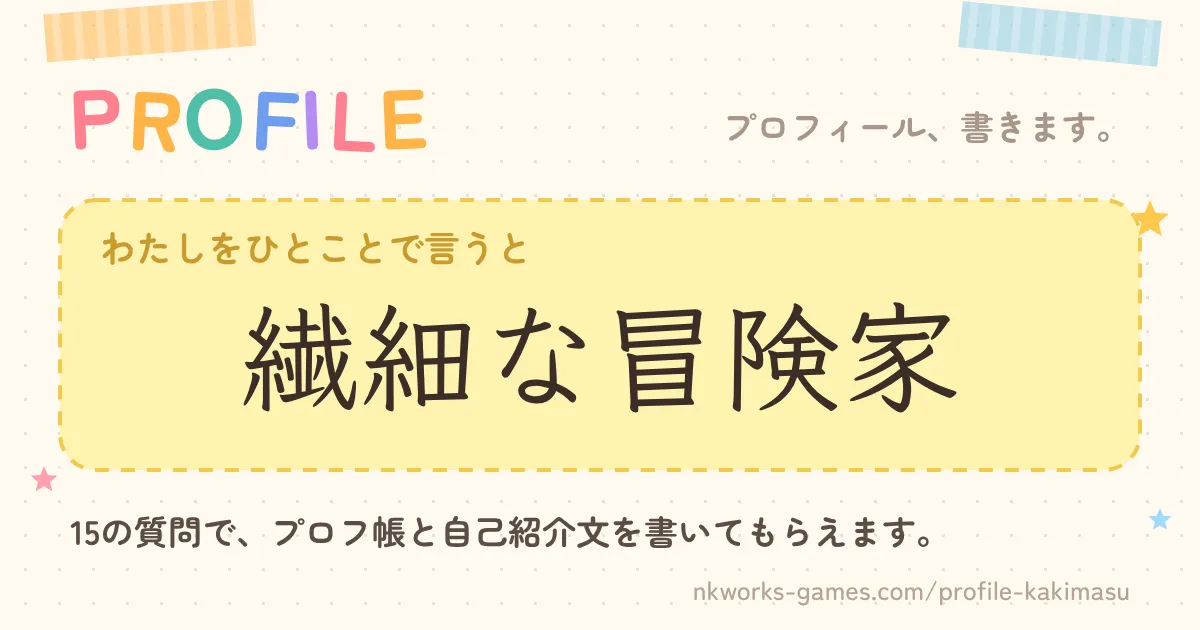 PROFILE
プロフィール、書きます。
わたしをひとことで言うと
繊細な冒険家
15の質問で、プロフ帳と自己紹介文を書いてもらえます。
nkworks-games.com/profile-kakimasu